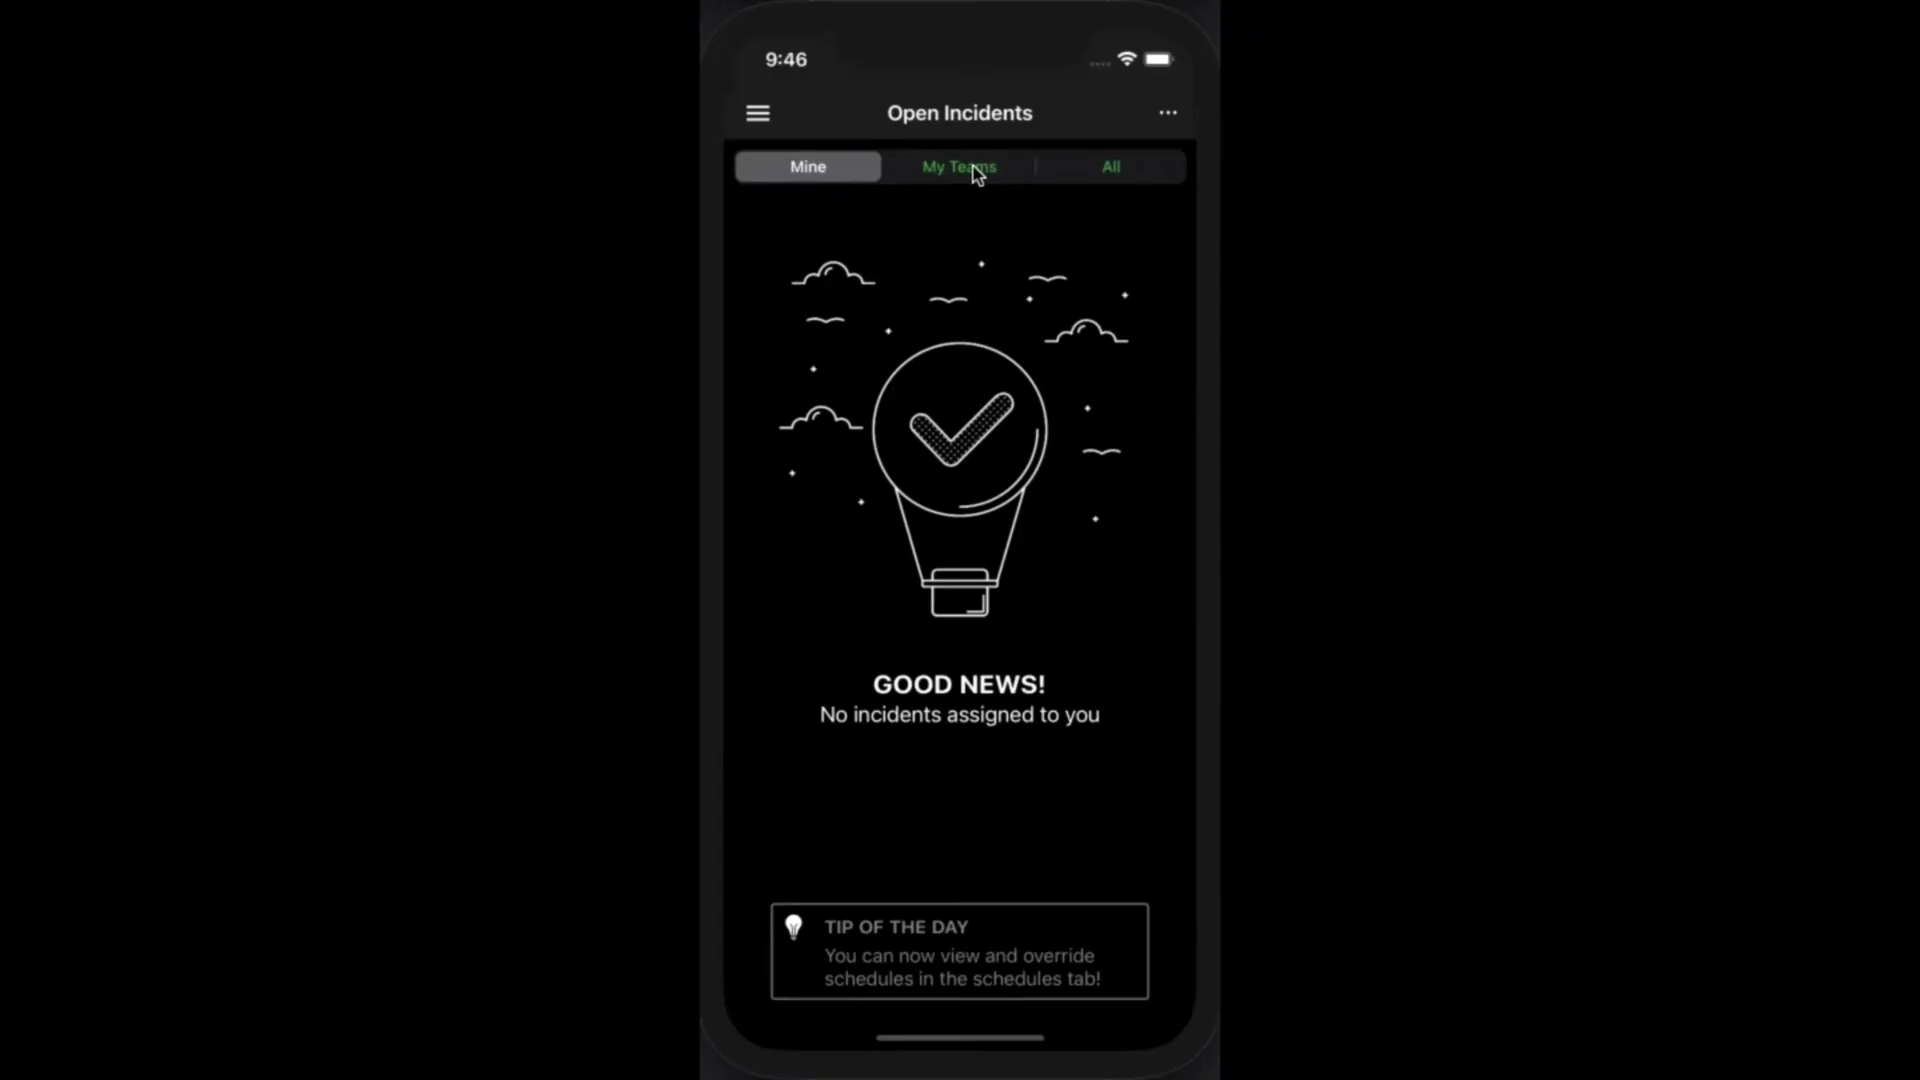 9:46
Open Incidents
Mine
My Teams
All
GOOD NEWS!
No incidents assigned to you
TIP OF THE DAY
You can now view and override
schedules in the schedules tab!